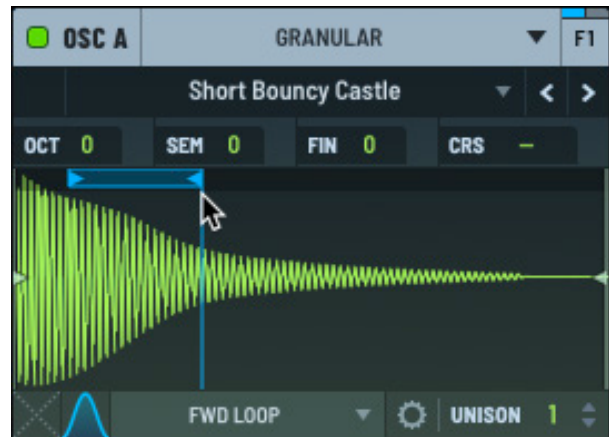 OSC A GRANULAR F1
Short Bouncy Castle < >
OCT 0 SEM 0 FIN 0 CRS –
FWD LOOP UNISON 1